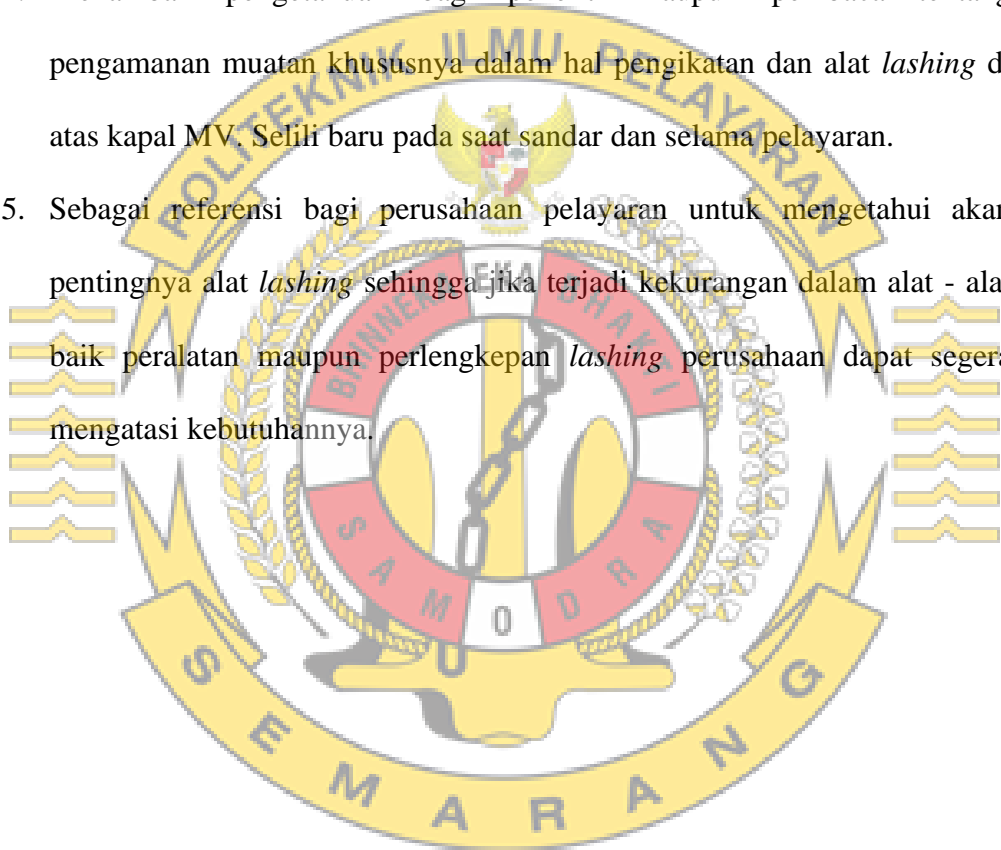 pengamanan muatan khususnya dalam hal pengikatan dan alat lashing d
atas kapal MV. Selili baru pada saat sandar dan selama pelayaran.
5. Sebagai referensi bagi perusahaan pelayaran untuk mengetahui akan
pentingnya alat lashing sehingga jika terjadi kekurangan dalam alat - ala
baik peralatan maupun perlengkepan lashing perusahaan dapat segera
mengatasi kebutuhannya.
POLITEKNIK ILMU PELAYARAN
BHINNEKA EKA BHAKTI
SAMODRA
SEMARANG